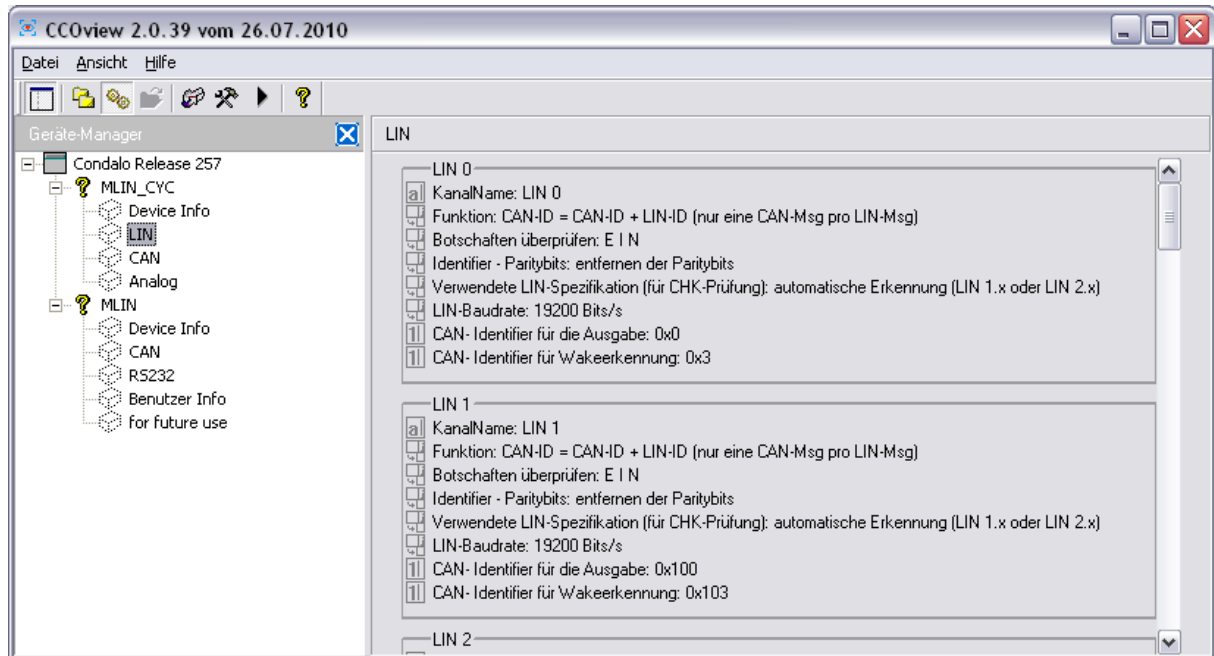 CCOview 2.0.39 vom 26.07.2010
Datei Ansicht Hilfe
Geräte-Manager
LIN
Condalo Release 257
MLIN_CYC
Device Info
LIN
CAN
Analog
MLIN
Device Info
CAN
RS232
Benutzer Info
for future use
LIN 0
KanalName: LIN 0
Funktion: CAN-ID = CAN-ID + LIN-ID (nur eine CAN-Msg pro LIN-Msg)
Botschaften überprüfen: E I N
Identifier - Paritybits: entfernen der Paritybits
Verwendete LIN-Spezifikation (für CHK-Prüfung): automatische Erkennung (LIN 1.x oder LIN 2.x)
LIN-Baudrate: 19200 Bits/s
CAN- Identifier für die Ausgabe: 0x0
CAN- Identifier für Wakeerkennung: 0x3
LIN 1
KanalName: LIN 1
Funktion: CAN-ID = CAN-ID + LIN-ID (nur eine CAN-Msg pro LIN-Msg)
Botschaften überprüfen: E I N
Identifier - Paritybits: entfernen der Paritybits
Verwendete LIN-Spezifikation (für CHK-Prüfung): automatische Erkennung (LIN 1.x oder LIN 2.x)
LIN-Baudrate: 19200 Bits/s
CAN- Identifier für die Ausgabe: 0x100
CAN- Identifier für Wakeerkennung: 0x103
LIN 2